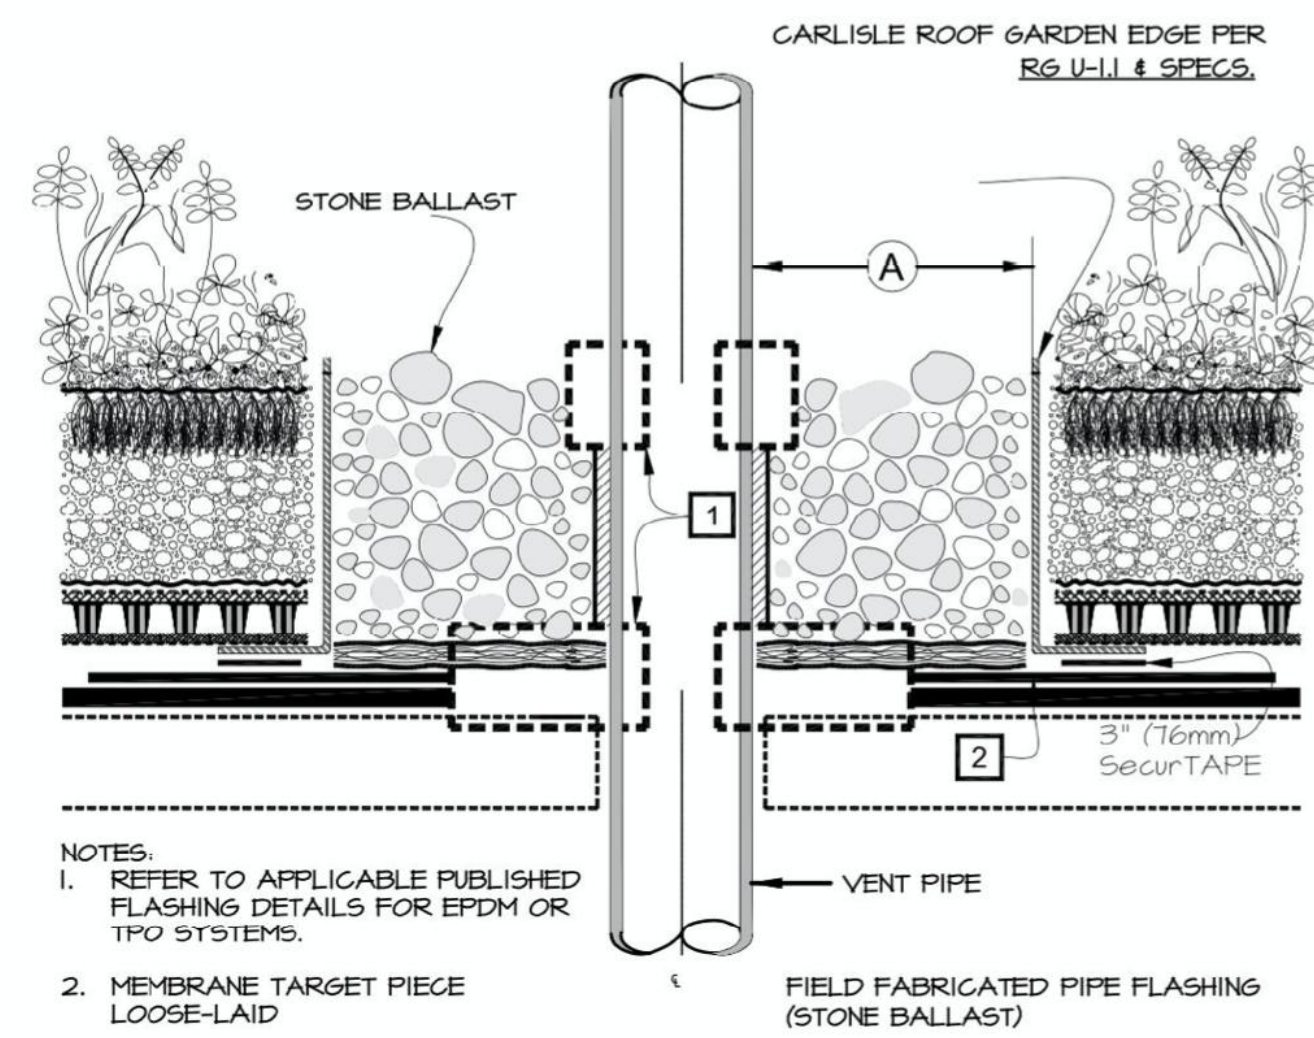 CARLISLE ROOF GARDEN EDGE PER
RG U-1.1 & SPECS.
STONE BALLAST
A
1
2
3" (76mm)
SecurTAPE
VENT PIPE
NOTES:
1. REFER TO APPLICABLE PUBLISHED
FLASHING DETAILS FOR EPDM OR
TPO SYSTEMS.
2. MEMBRANE TARGET PIECE
LOOSE-LAID
℄
FIELD FABRICATED PIPE FLASHING
(STONE BALLAST)